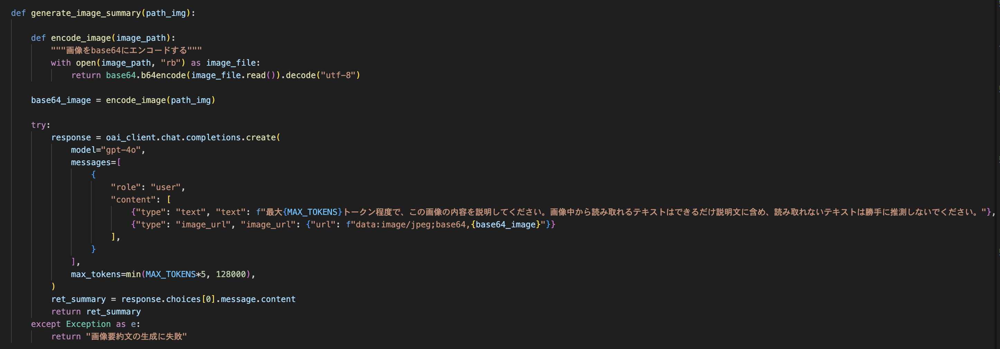 def generate_image_summary(path_img):
def encode_image(image_path):
"""画像をbase64にエンコードする"""
with open(image_path, "rb") as image_file:
return base64.b64encode(image_file.read()).decode("utf-8")
base64_image = encode_image(path_img)
try:
response = oai_client.chat.completions.create(
model="gpt-4o",
messages=[
{
"role": "user",
"content": [
{"type": "text", "text": f"最大{MAX_TOKENS}トークン程度で、この画像の内容を説明してください。画像中から読み取れるテキストはできるだけ説明文に含め、読み取れないテキストは勝手に推測しないでください。"},
{"type": "image_url", "image_url": {"url": f"data:image/jpeg;base64,{base64_image}"}}
],
}
],
max_tokens=min(MAX_TOKENS*5, 128000),
)
ret_summary = response.choices[0].message.content
return ret_summary
except Exception as e:
return "画像要約文の生成に失敗"